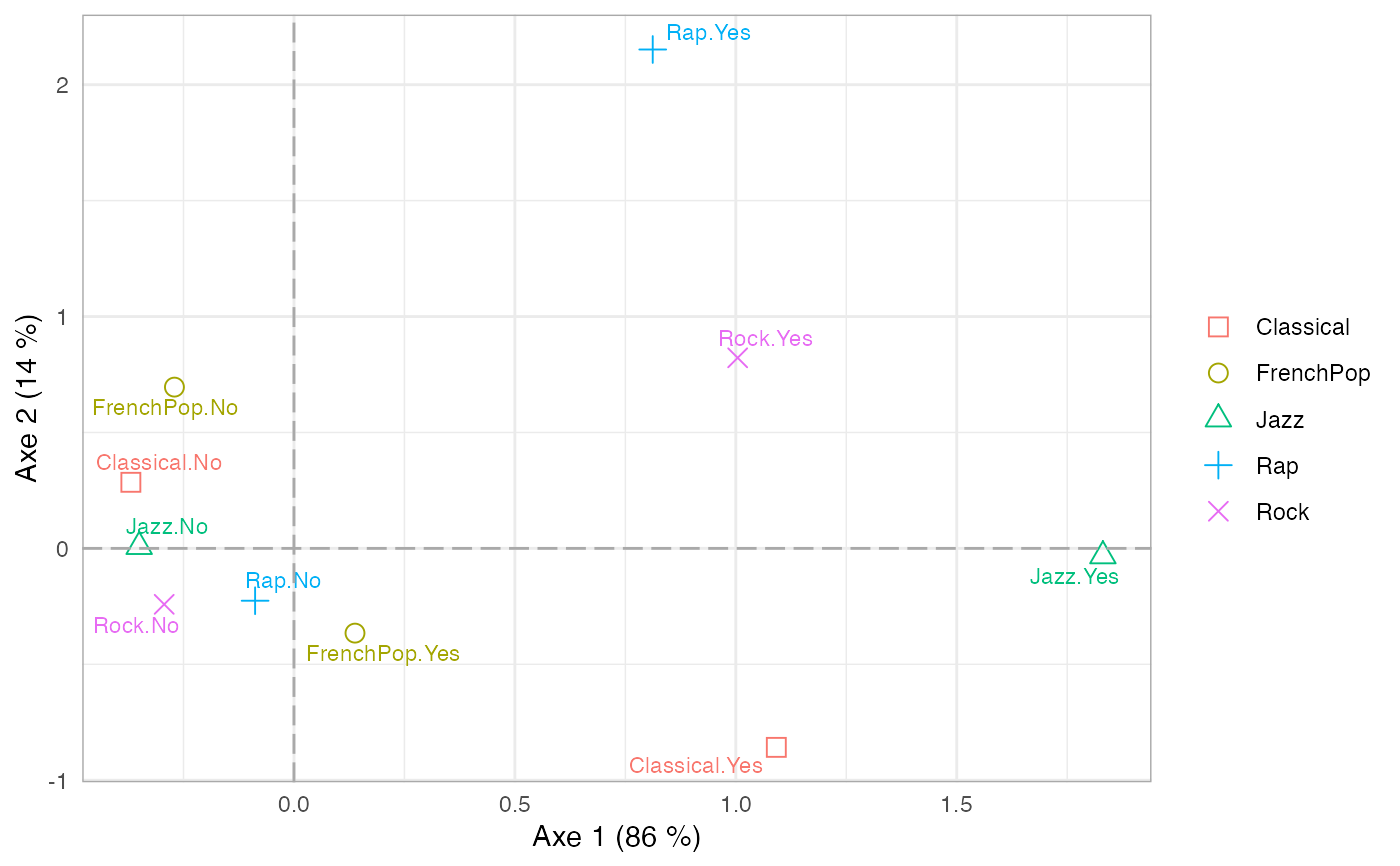 Rap.Yes
2
Rock.Yes
1
FrenchPop.No
Classical.No
Jazz.No
0
Rap.No
Jazz.Yes
Rock.No
FrenchPop.Yes
Classical.Yes
-1
0.0 0.5 1.0 1.5
Axe 1 (86 %)
Axe 2 (14 %)
Classical
FrenchPop
Jazz
Rap
Rock